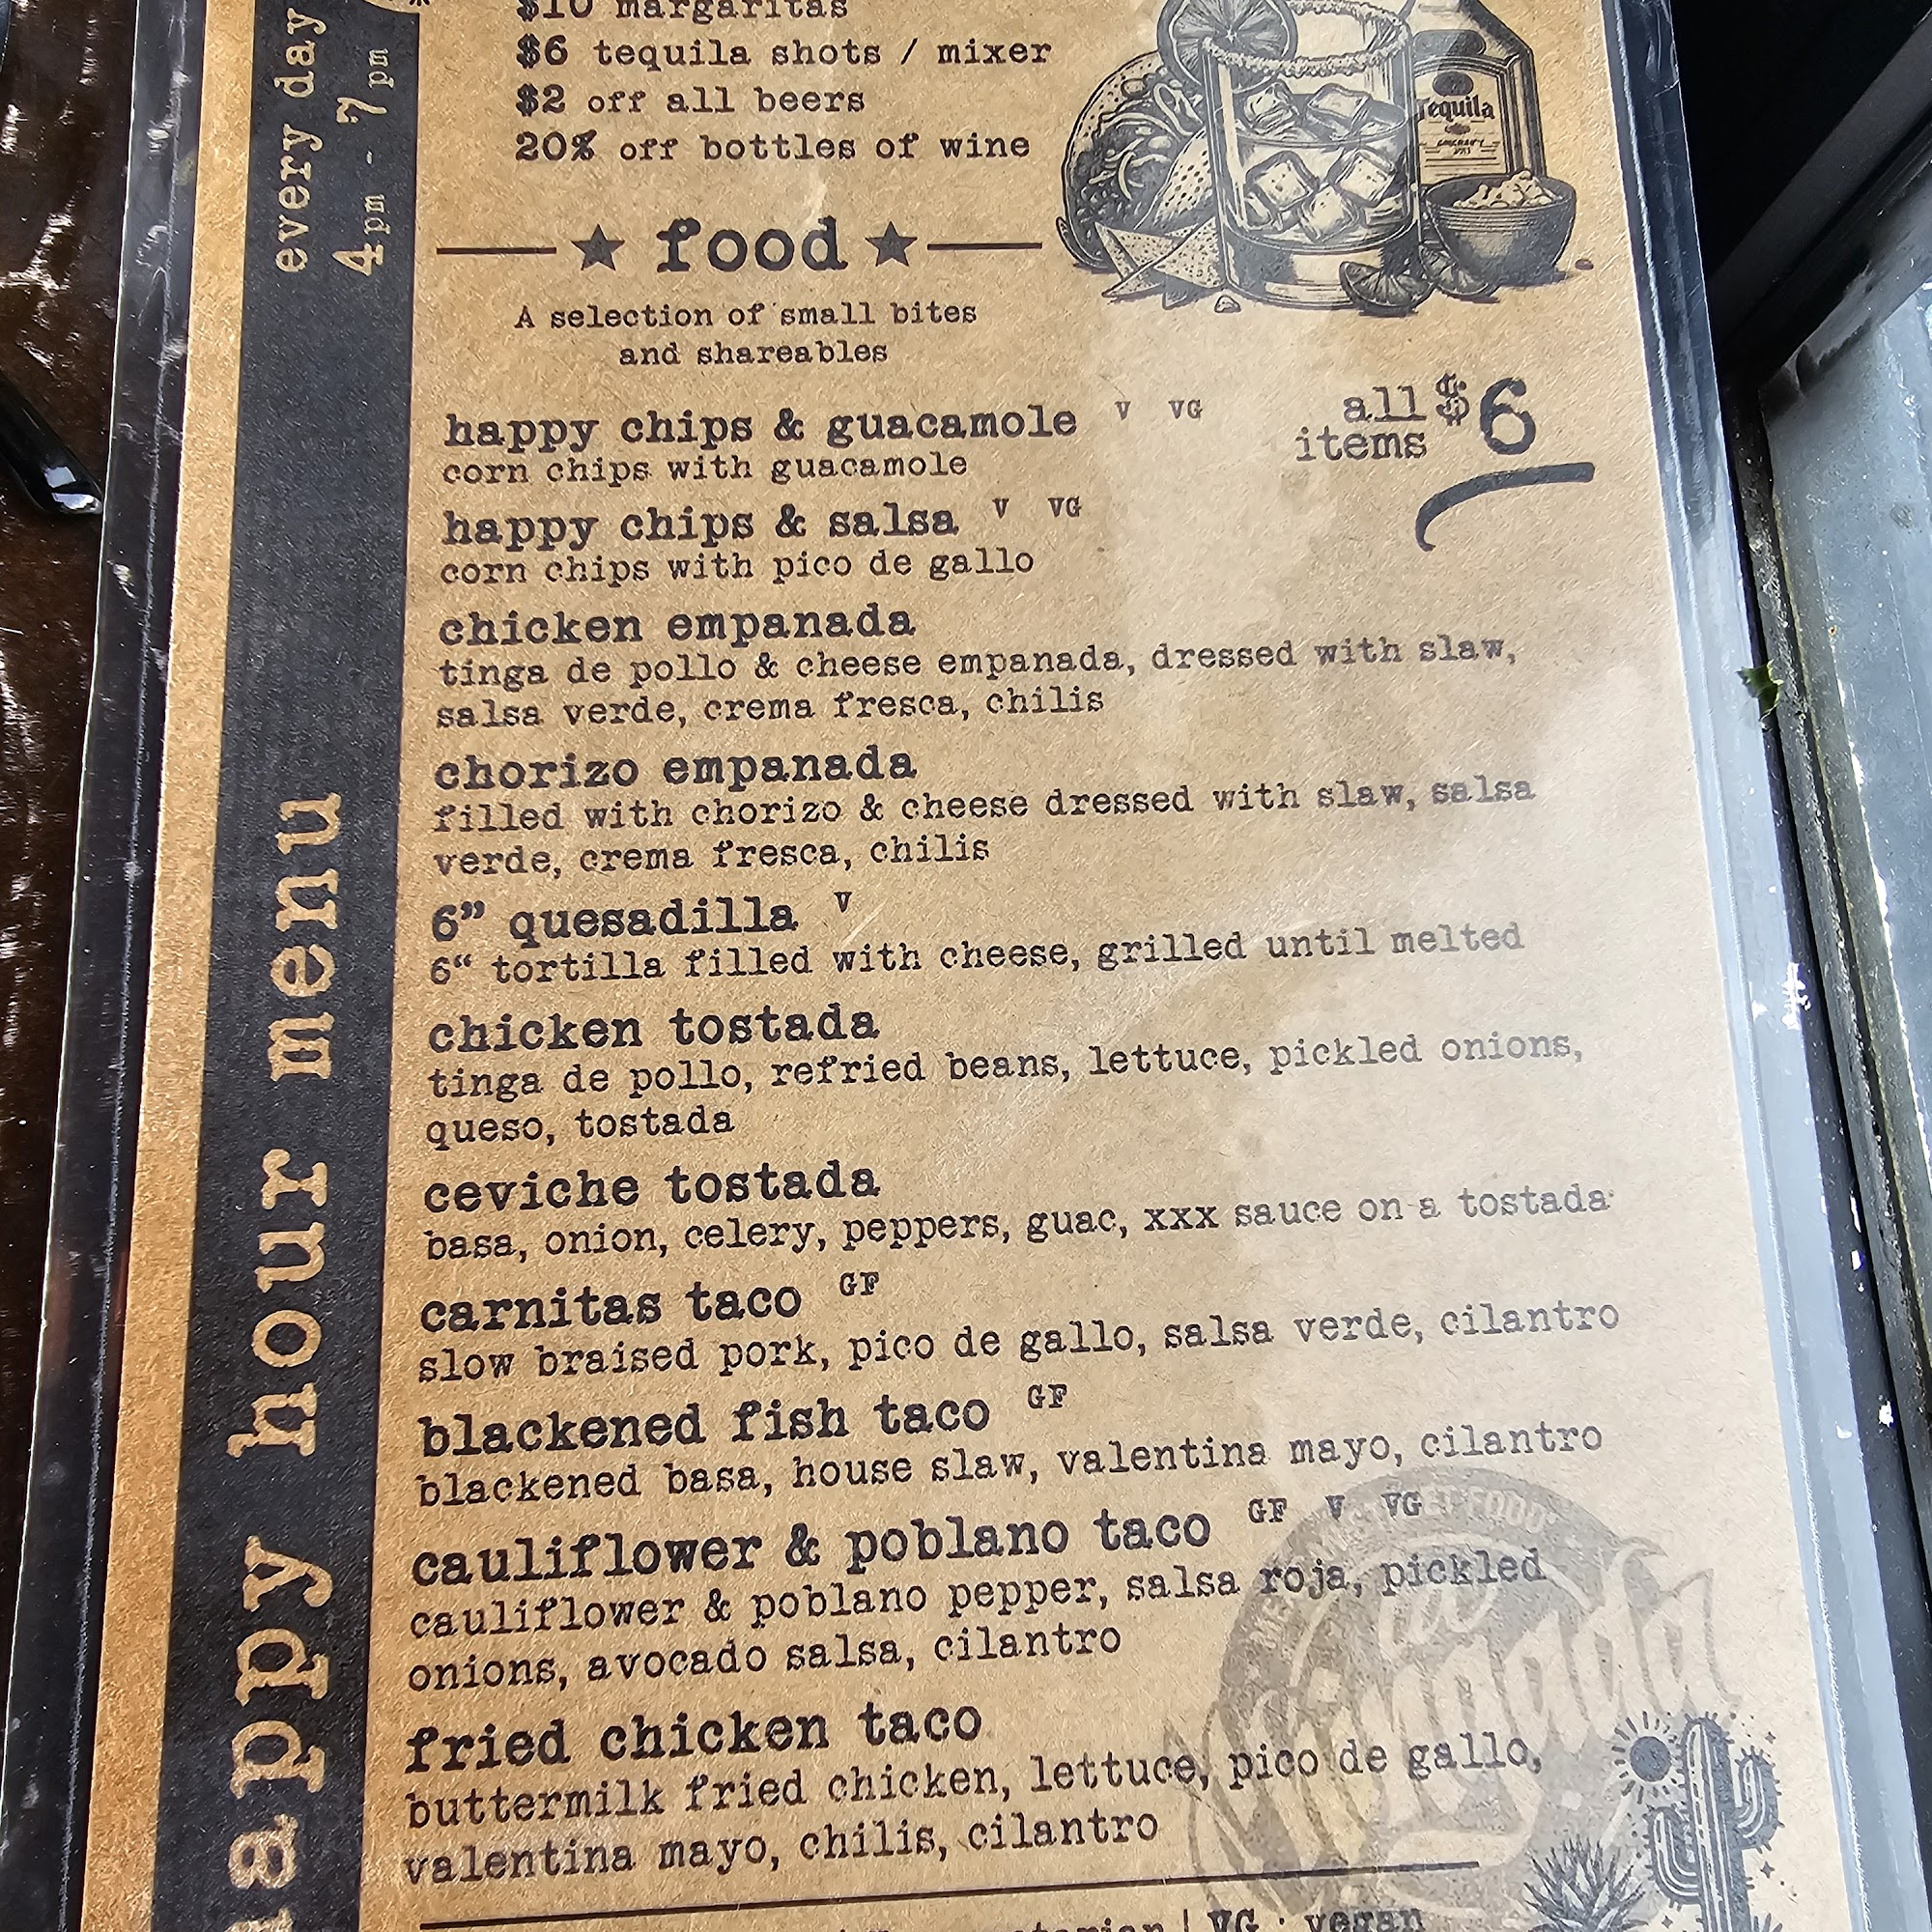 $10 margaritas
$6 tequila shots / mixer
$2 off all beers
20% off bottles of wine
every day
4pm - 7pm
happy hour menu
Tequila
food
A selection of small bites
and shareables
all items $6
happy chips & guacamole V VG
corn chips with guacamole
happy chips & salsa V VG
corn chips with pico de gallo
chicken empanada
tinga de pollo & cheese empanada, dressed with slaw,
salsa verde, crema fresca, chilis
chorizo empanada
filled with chorizo & cheese dressed with slaw, salsa
verde, crema fresca, chilis
6” quesadilla V
6“ tortilla filled with cheese, grilled until melted
chicken tostada
tinga de pollo, refried beans, lettuce, pickled onions,
queso, tostada
ceviche tostada
basa, onion, celery, peppers, guac, xxx sauce on a tostada
carnitas taco GF
slow braised pork, pico de gallo, salsa verde, cilantro
blackened fish taco GF
blackened basa, house slaw, valentina mayo, cilantro
cauliflower & poblano taco GF V VG
cauliflower & poblano pepper, salsa roja, pickled
onions, avocado salsa, cilantro
fried chicken taco
buttermilk fried chicken, lettuce, pico de gallo,
valentina mayo, chilis, cilantro
| VG : vegan